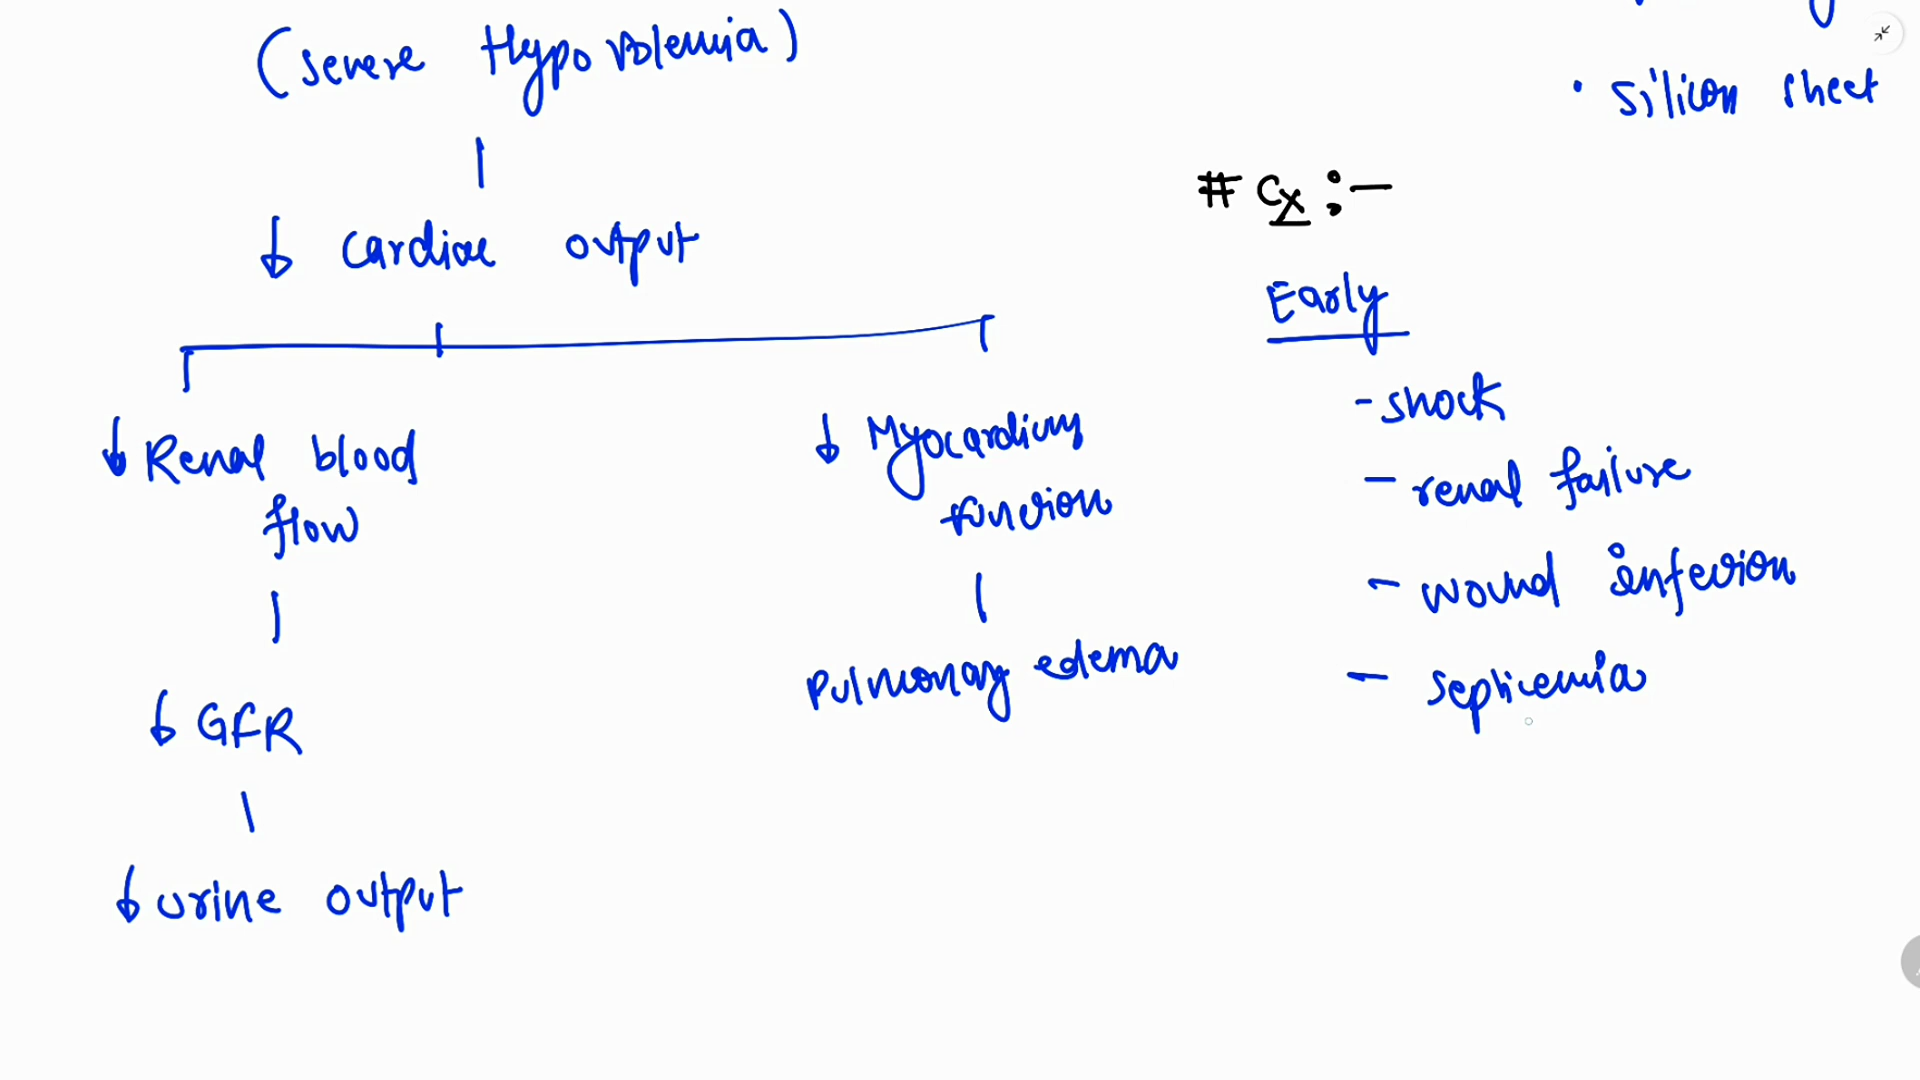 (severe Hypovolemia)
↓ cardiac output
↓ Renal blood
flow
↓ GFR
↓ urine output
↓ Myocardium
function
Pulmonary edema
• silicon sheet
# Cx :-
Early
- shock
- renal failure
- wound infection
- septicemia